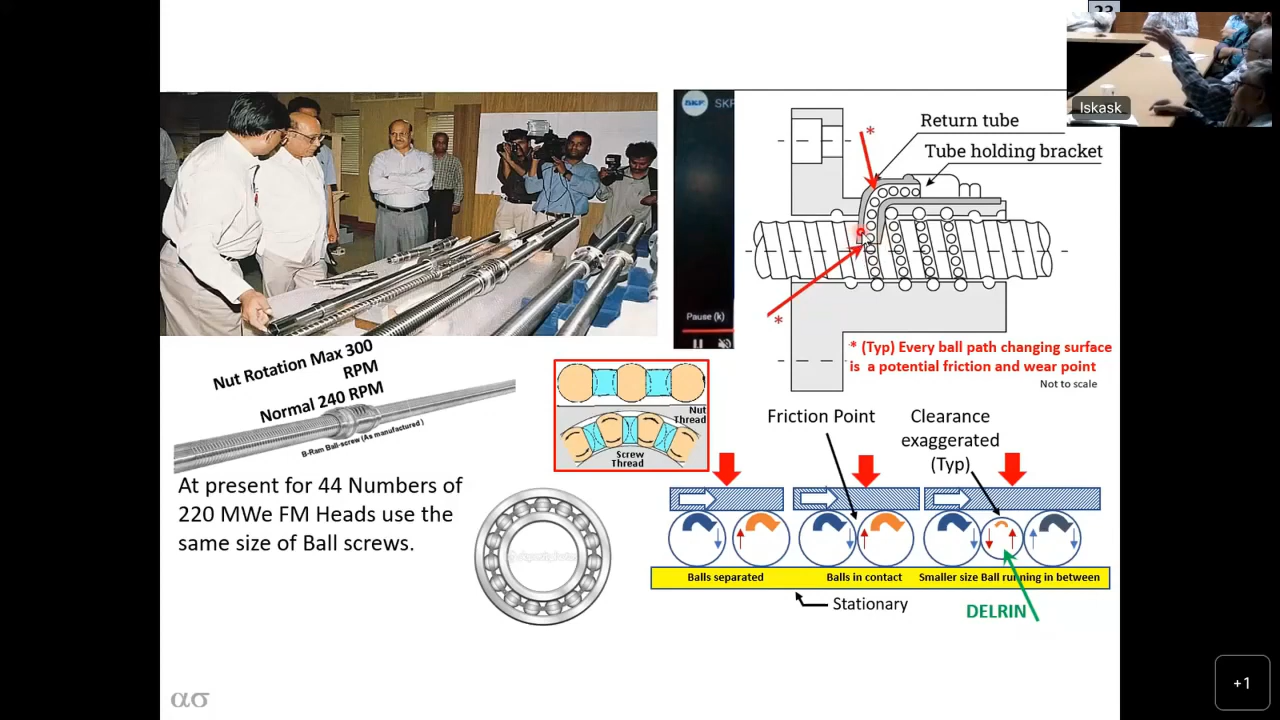 23
Iskask
SKF
Return tube
Tube holding bracket
*
*
Pause (k)
* (Typ) Every ball path changing surface
is a potential friction and wear point
Not to scale
Nut Rotation Max 300
RPM
Normal 240 RPM
B-Ram Ball-screw (As manufactured )
Nut
Thread
Screw
Thread
At present for 44 Numbers of
220 MWe FM Heads use the
same size of Ball screws.
Friction Point
Clearance
exaggerated
(Typ)
Balls separated
Balls in contact
Smaller size Ball running in between
Stationary
DELRIN
ασ
+1